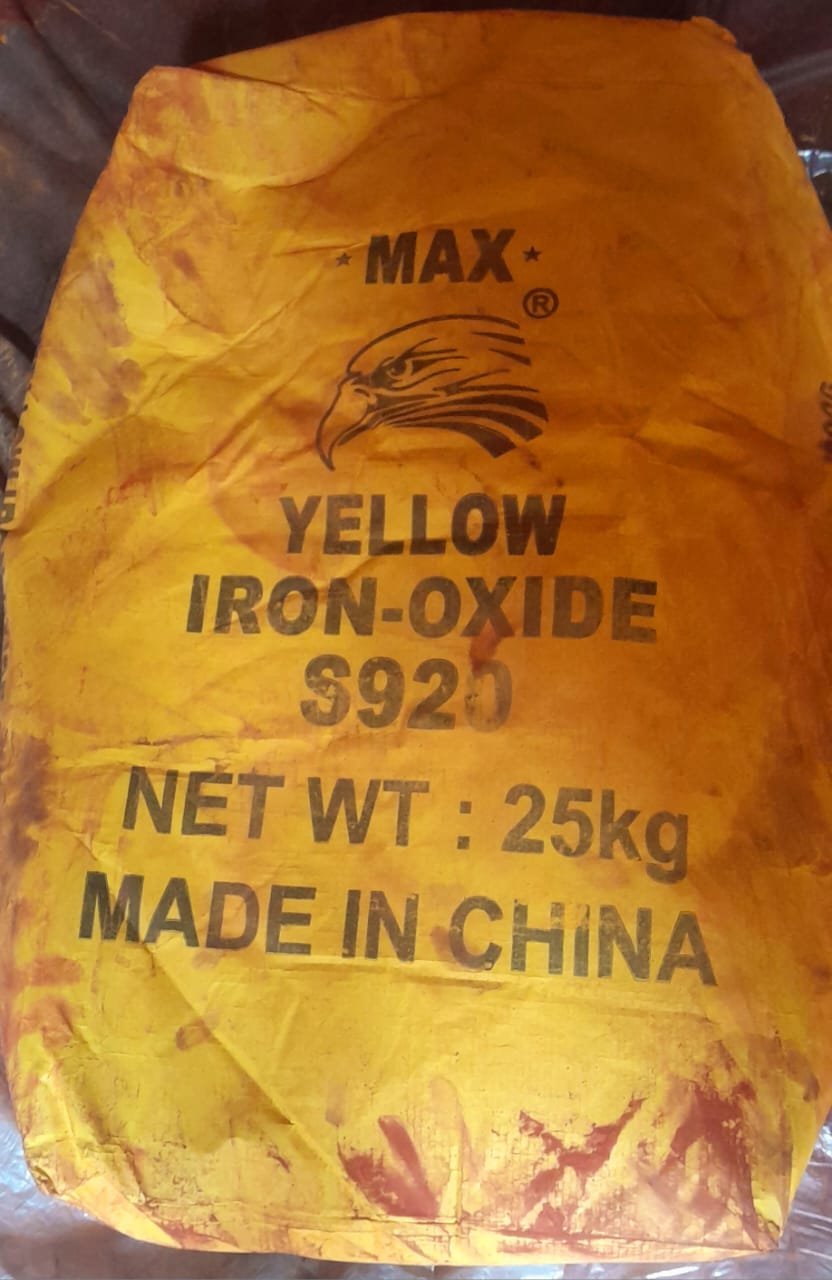 ★ MAX ★
®
YELLOW
IRON-OXIDE
S920
NET WT : 25kg
MADE IN CHINA